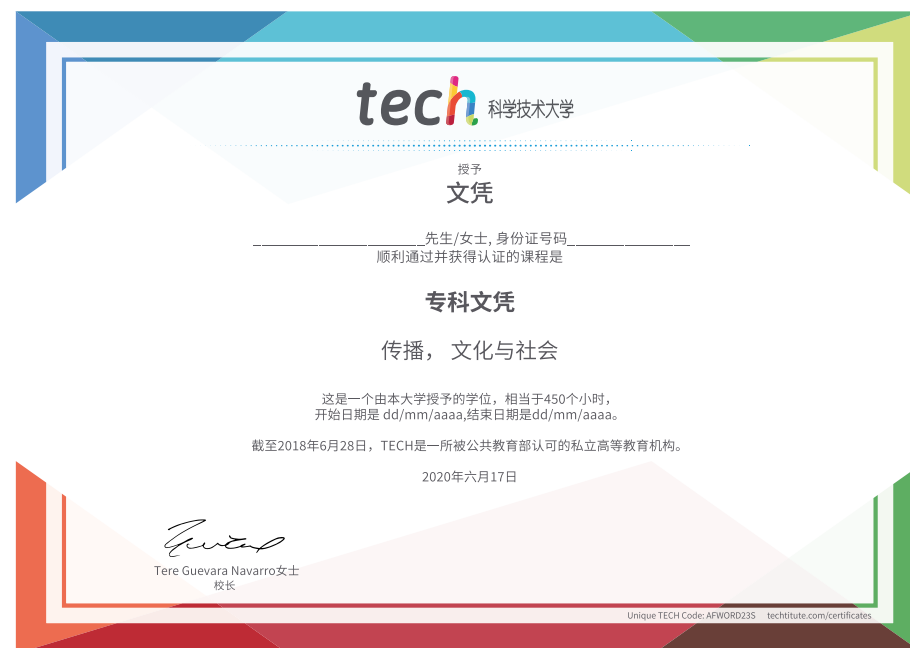 tech 科学技术大学
授予
文凭
______________________先生/女士, 身份证号码________________
顺利通过并获得认证的课程是
专科文凭
传播， 文化与社会
这是一个由本大学授予的学位，相当于450个小时，
开始日期是 dd/mm/aaaa,结束日期是dd/mm/aaaa。
截至2018年6月28日，TECH是一所被公共教育部认可的私立高等教育机构。
2020年六月17日
Tere Guevara Navarro女士
校长
Unique TECH Code: AFWORD23S techtitute.com/certificates